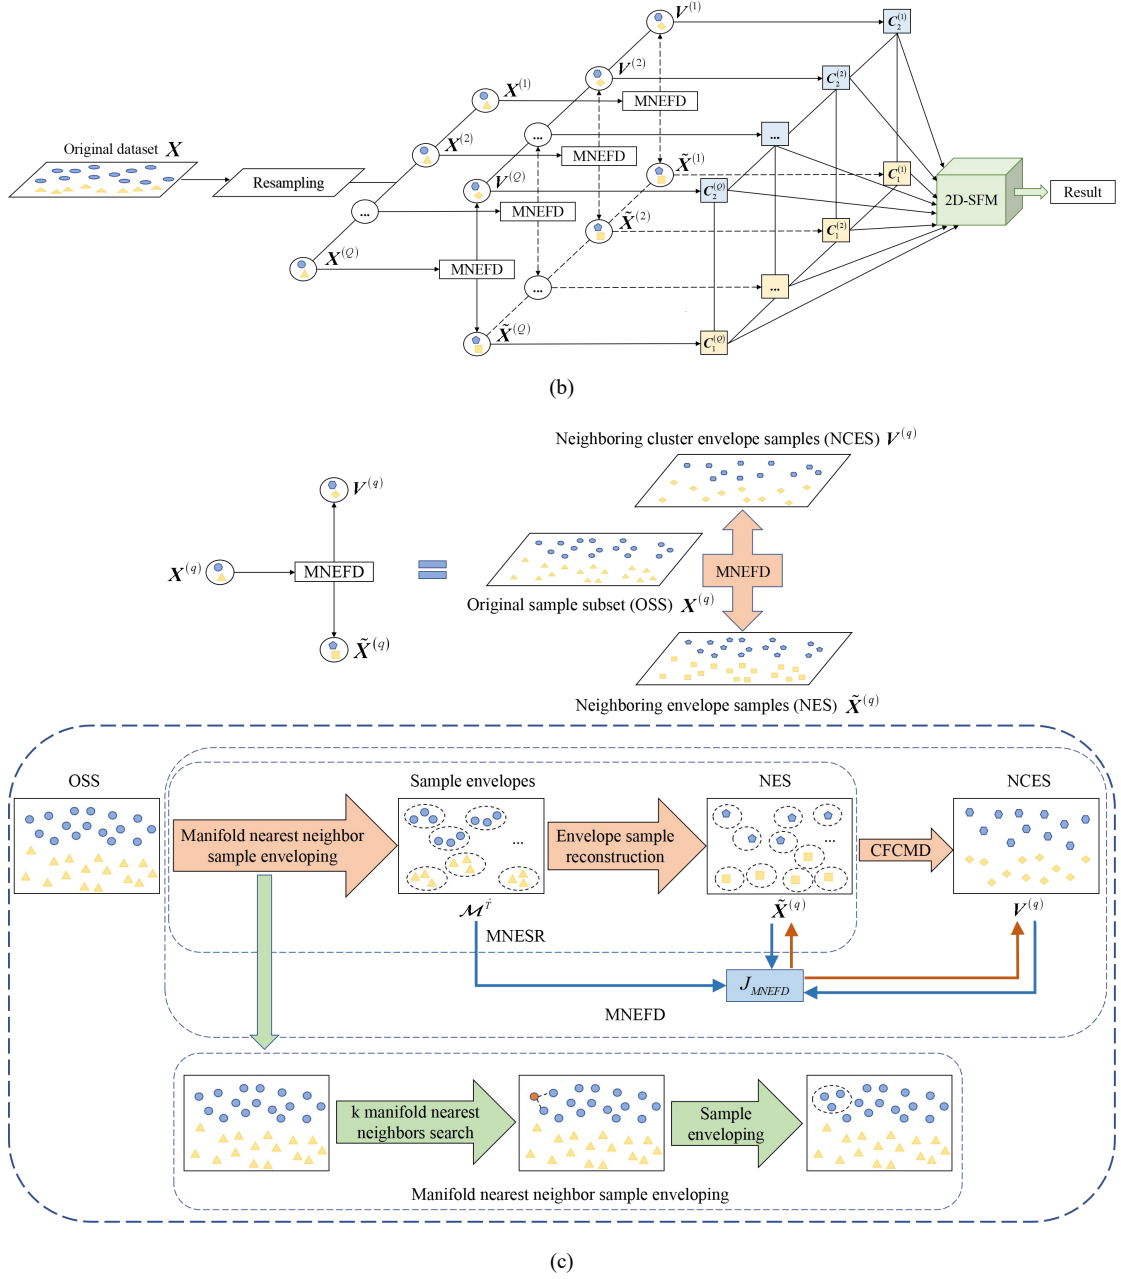 V^(1)
C_2^(1)
V^(2)
C_2^(2)
X^(1)
MNEFD
...
...
Original dataset X
X^(2)
MNEFD
X̃^(1)
C_1^(1)
Resampling
V^(Q)
C_2^(Q)
2D-SFM
Result
...
MNEFD
X̃^(2)
C_1^(2)
X^(Q)
MNEFD
...
...
X̃^(Q)
C_1^(Q)
(b)
Neighboring cluster envelope samples (NCES) V^(q)
V^(q)
X^(q)
MNEFD
MNEFD
Original sample subset (OSS) X^(q)
X̃^(q)
Neighboring envelope samples (NES) X̃^(q)
OSS
Sample envelopes
NES
NCES
Manifold nearest neighbor
sample enveloping
...
Envelope sample
reconstruction
...
CFCMD
𝓜^Ṫ
X̃^(q)
V^(q)
MNESR
J_MNEFD
MNEFD
k manifold nearest
neighbors search
Sample
enveloping
Manifold nearest neighbor sample enveloping
(c)